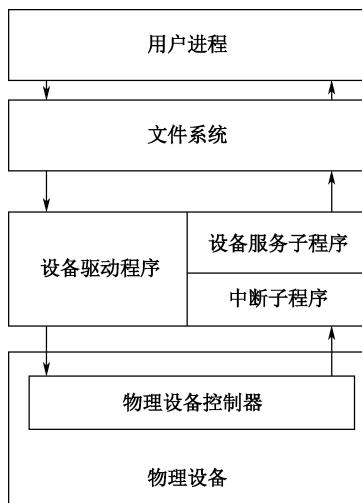 用户进程
文件系统
设备驱动程序
设备服务子程序
中断子程序
物理设备控制器
物理设备